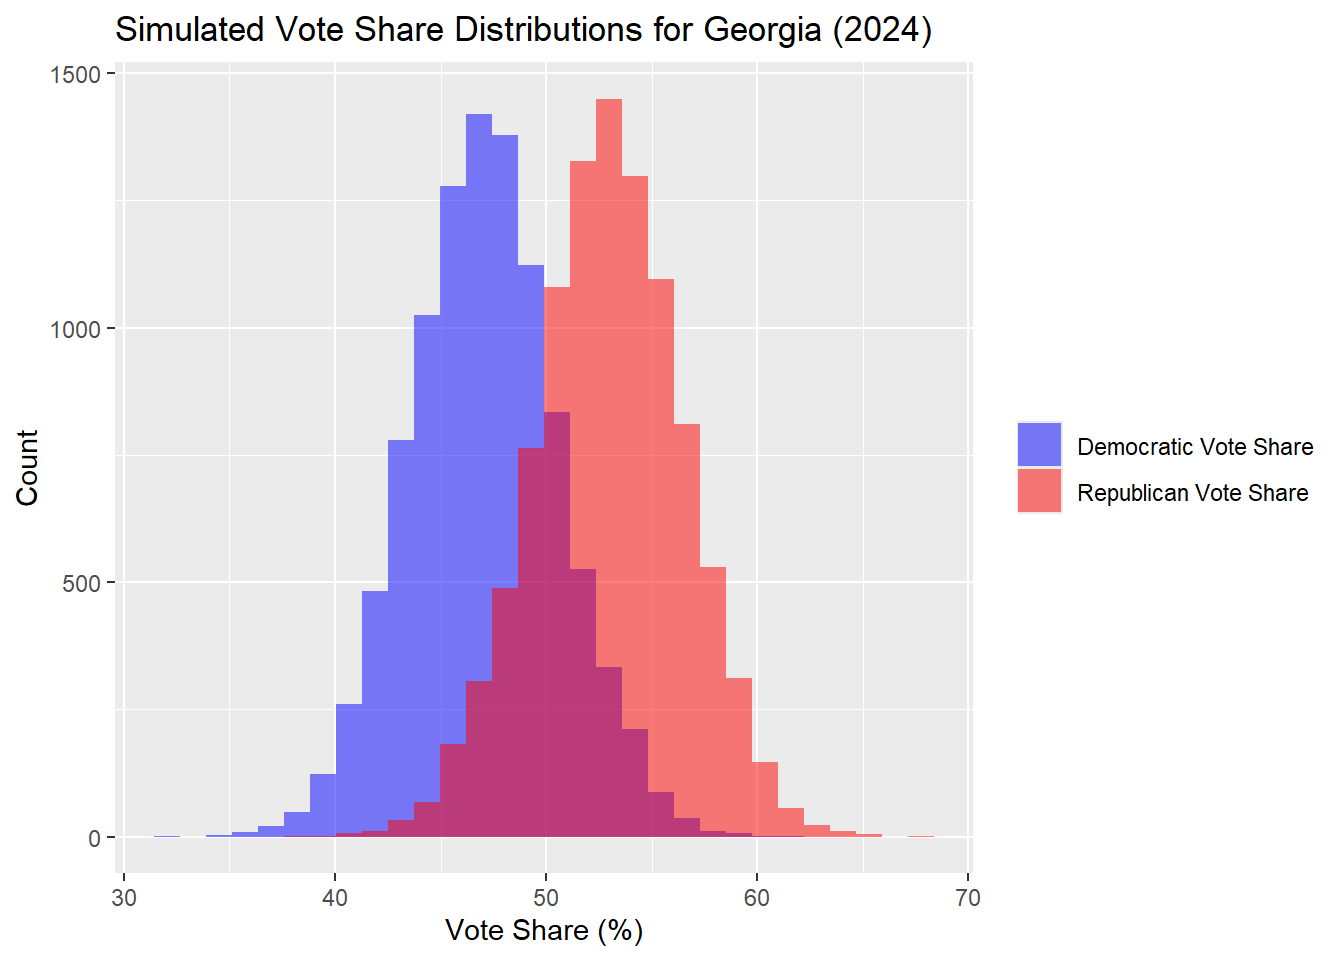 Simulated Vote Share Distributions for Georgia (2024)
1500
1000
500
0
Count
30 40 50 60 70
Vote Share (%)
Democratic Vote Share
Republican Vote Share